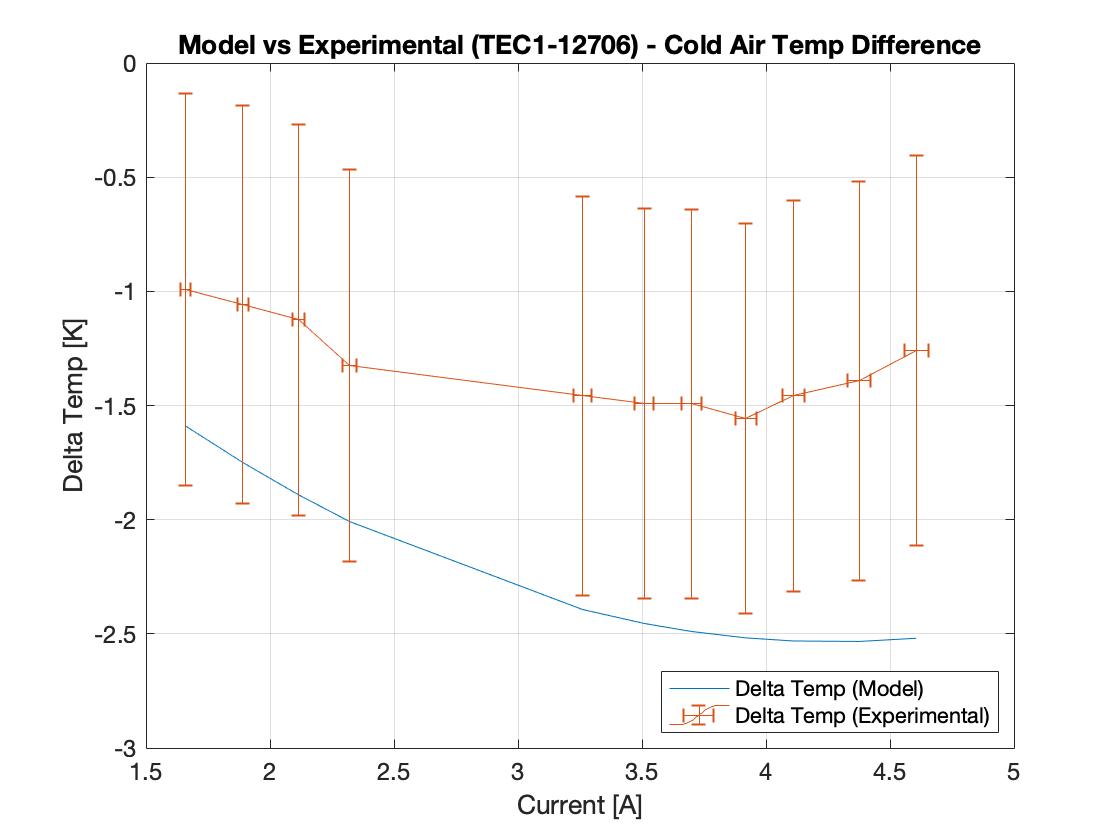 Model vs Experimental (TEC1-12706) - Cold Air Temp Difference
0
-0.5
-1
-1.5
-2
-2.5
-3
Delta Temp [K]
1.5 2 2.5 3 3.5 4 4.5 5
Current [A]
Delta Temp (Model)
Delta Temp (Experimental)